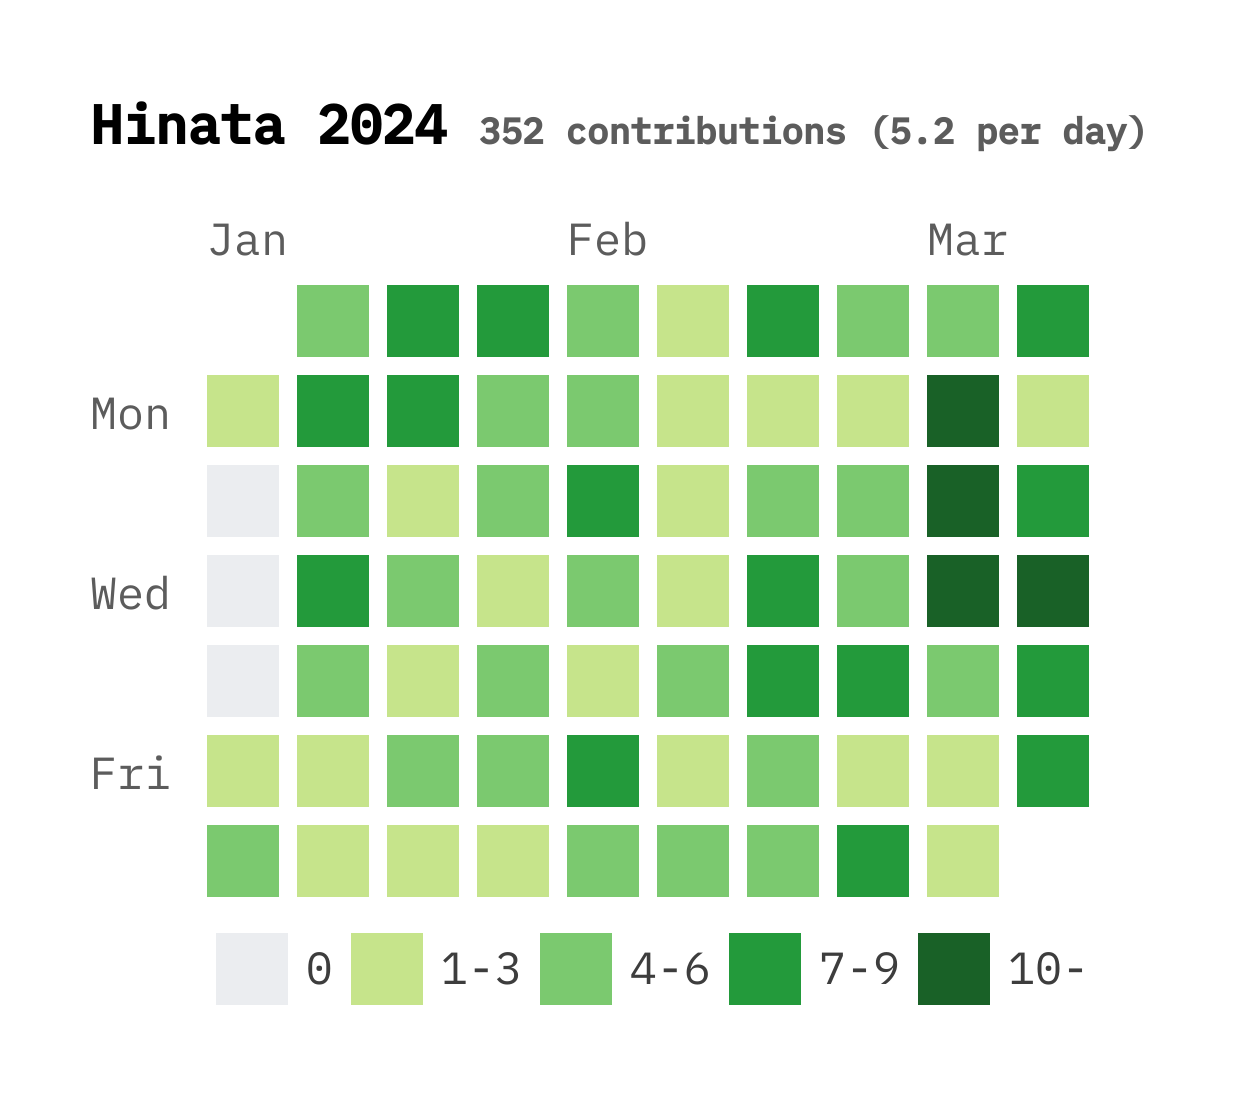 Hinata 2024 352 contributions (5.2 per day)
Jan Feb Mar
Mon
Wed
Fri
0 1-3 4-6 7-9 10-